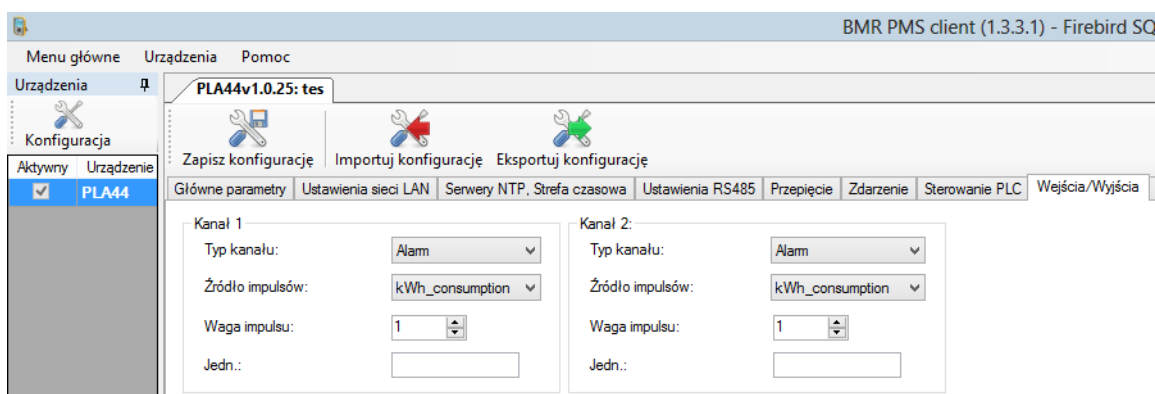 BMR PMS client (1.3.3.1) - Firebird SQ
Menu główne Urządzenia Pomoc
Urządzenia
PLA44v1.0.25: tes
Konfiguracja
Zapisz konfigurację Importuj konfigurację Eksportuj konfigurację
Aktywny Urządzenie
PLA44
Główne parametry Ustawienia sieci LAN Serwery NTP, Strefa czasowa Ustawienia RS485 Przepięcie Zdarzenie Sterowanie PLC Wejścia/Wyjścia
Kanał 1 Kanał 2:
Typ kanału: Alarm Typ kanału: Alarm
Źródło impulsów: kWh_consumption Źródło impulsów: kWh_consumption
Waga impulsu: 1 Waga impulsu: 1
Jedn.: Jedn.: